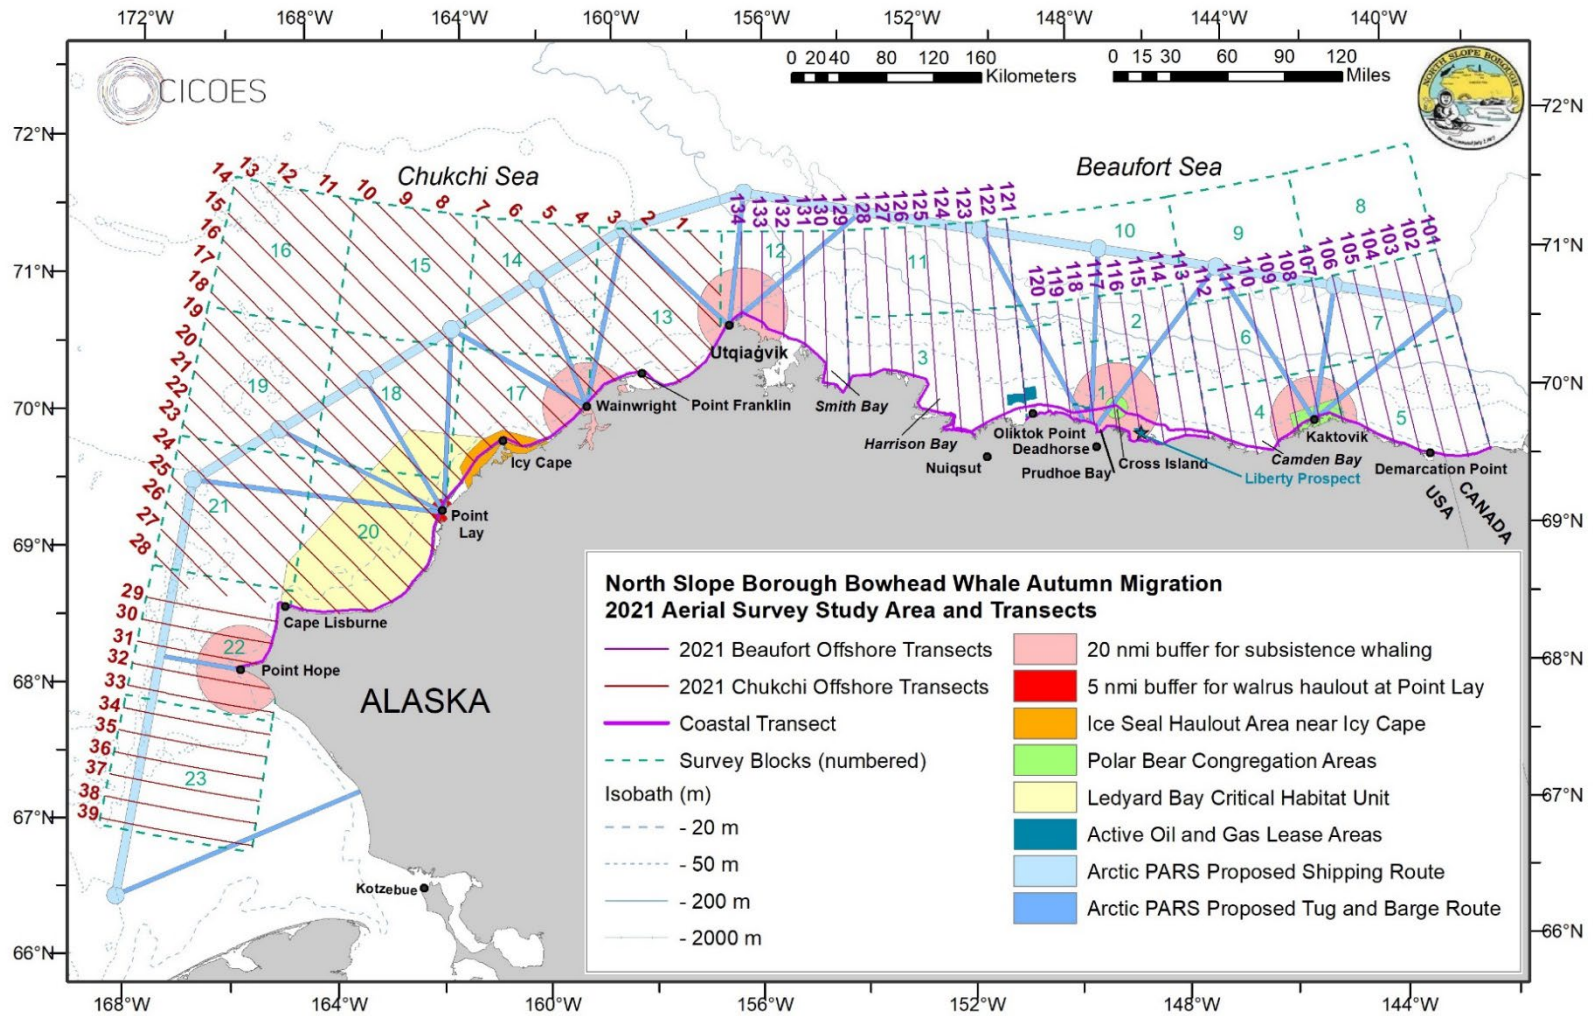 172°W 168°W 164°W 160°W 156°W 152°W 148°W 144°W 140°W
0 20 40 80 120 160
Kilometers
0 15 30 60 90 120
Miles
CICOES
NORTH SLOPE BOROUGH
72°N
72°N
Chukchi Sea
Beaufort Sea
14 13 12 11 10 9 8 7 6 5 4 3 2 1
15
16
17
18
19
20
21
22
23
24
25
26
27
28
29
30
31
32
33
34
35
36
37
38
39
134 133 132 131 130 129 128 127 126 125 124 123 122 121
120 119 118 117 116 115 114 113 112 111 110 109 108 107 106 105 104 103 102 101
16 15 14 13 12 11 10 9 8
19 18 17 3 2 6 7
1 4 5
21 20
22
23
71°N
71°N
70°N
70°N
69°N
69°N
68°N
68°N
67°N
67°N
66°N
66°N
Utqiaġvik
Wainwright
Point Franklin
Smith Bay
Harrison Bay
Icy Cape
Point
Lay
Oliktok Point
Deadhorse
Nuiqsut
Prudhoe Bay
Cross Island
Liberty Prospect
Camden Bay
Kaktovik
Demarcation Point
USA
CANADA
Cape Lisburne
Point Hope
ALASKA
Kotzebue
North Slope Borough Bowhead Whale Autumn Migration
2021 Aerial Survey Study Area and Transects
2021 Beaufort Offshore Transects
2021 Chukchi Offshore Transects
Coastal Transect
Survey Blocks (numbered)
Isobath (m)
- 20 m
- 50 m
- 200 m
- 2000 m
20 nmi buffer for subsistence whaling
5 nmi buffer for walrus haulout at Point Lay
Ice Seal Haulout Area near Icy Cape
Polar Bear Congregation Areas
Ledyard Bay Critical Habitat Unit
Active Oil and Gas Lease Areas
Arctic PARS Proposed Shipping Route
Arctic PARS Proposed Tug and Barge Route
168°W 164°W 160°W 156°W 152°W 148°W 144°W